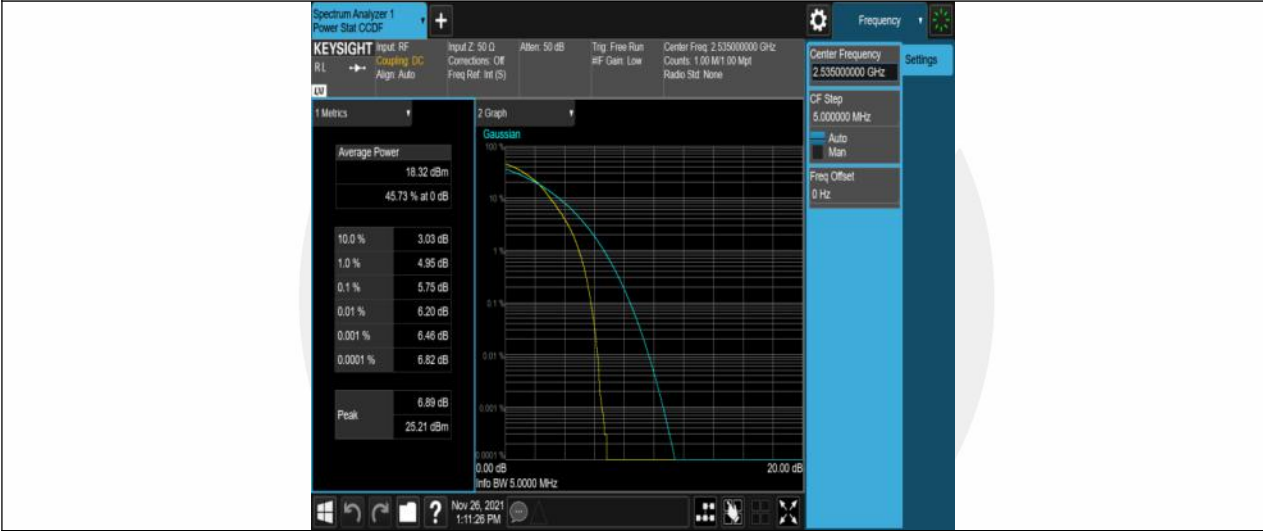 Spectrum Analyzer 1
Power Stat CCDF
Frequency
KEYSIGHT
R L
LV
Input: RF
Coupling: DC
Align: Auto
Input Z: 50 Ω
Corrections: Off
Freq Ref: Int (S)
Atten: 50 dB
Trig: Free Run
#IF Gain: Low
Center Freq: 2.535000000 GHz
Counts: 1.00 M/1.00 Mpt
Radio Std: None
Center Frequency
2.535000000 GHz
Settings
CF Step
5.000000 MHz
Auto
Man
Freq Offset
0 Hz
1 Metrics
Average Power
18.32 dBm
45.73 % at 0 dB
10.0 % 3.03 dB
1.0 % 4.95 dB
0.1 % 5.75 dB
0.01 % 6.20 dB
0.001 % 6.46 dB
0.0001 % 6.82 dB
Peak
6.89 dB
25.21 dBm
2 Graph
Gaussian
100 %
10 %
1 %
0.1 %
0.01 %
0.001 %
0.0001 %
0.00 dB 20.00 dB
Info BW 5.0000 MHz
?
Nov 26, 2021
1:11:26 PM